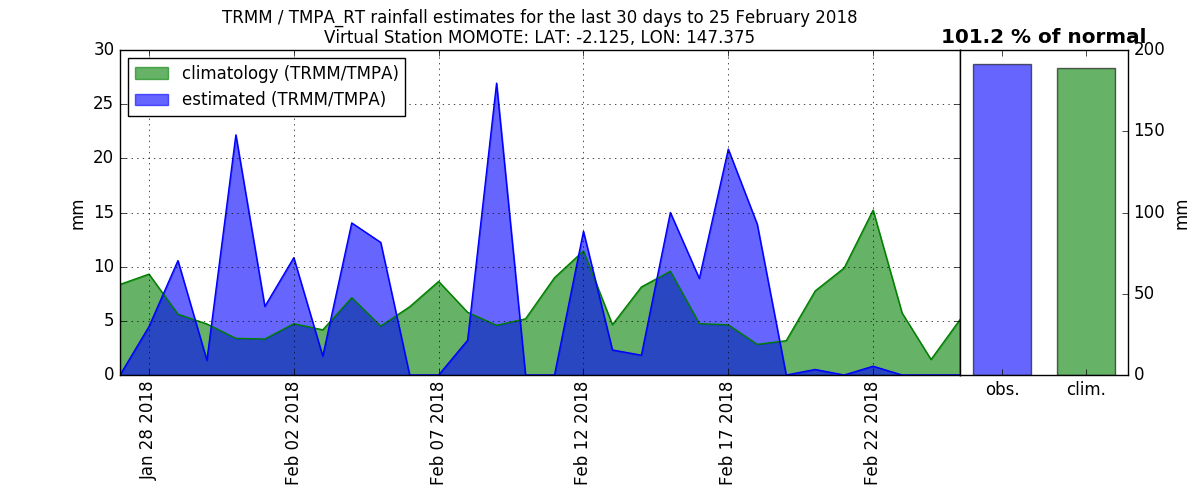 TRMM / TMPA_RT rainfall estimates for the last 30 days to 25 February 2018
Virtual Station MOMOTE: LAT: -2.125, LON: 147.375
101.2 % of normal
climatology (TRMM/TMPA)
estimated (TRMM/TMPA)
30
25
20
15
10
5
0
mm
Jan 28 2018
Feb 02 2018
Feb 07 2018
Feb 12 2018
Feb 17 2018
Feb 22 2018
200
150
100
50
0
mm
obs.
clim.